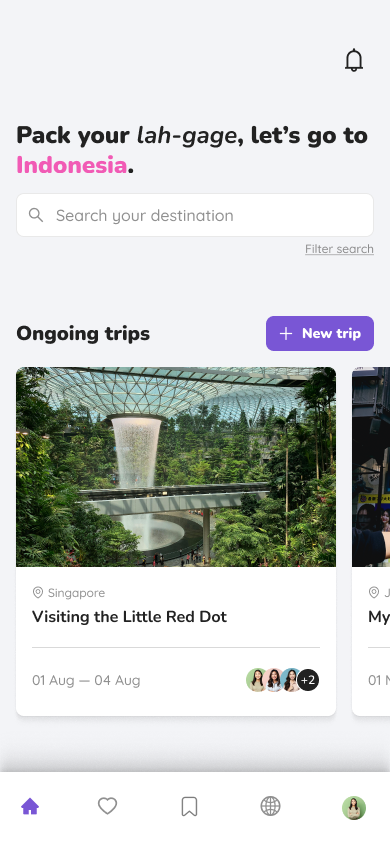 Pack your lah-gage, let’s go to
Indonesia.
Search your destination
Filter search
Ongoing trips
New trip
Singapore
Visiting the Little Red Dot
01 Aug — 04 Aug
+2
My